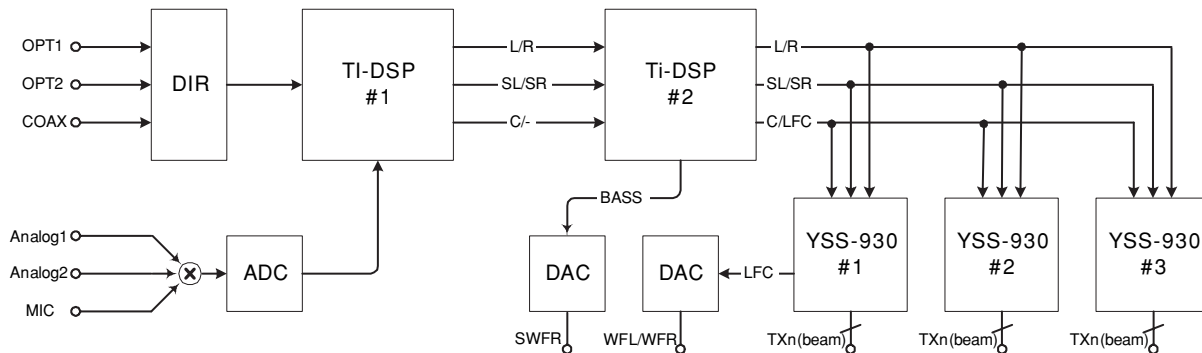 OPT1
OPT2
COAX
DIR
TI-DSP
#1
L/R
SL/SR
C/-
Ti-DSP
#2
L/R
SL/SR
C/LFC
BASS
Analog1
Analog2
MIC
ADC
DAC
DAC
LFC
YSS-930
#1
YSS-930
#2
YSS-930
#3
SWFR
WFL/WFR
TXn(beam)
TXn(beam)
TXn(beam)